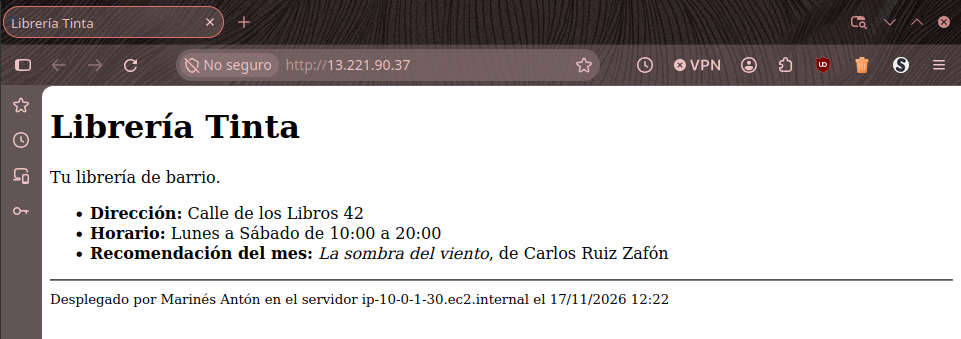 Librería Tinta
No seguro http://13.221.90.37 VPN
Librería Tinta
Tu librería de barrio.
Dirección: Calle de los Libros 42
Horario: Lunes a Sábado de 10:00 a 20:00
Recomendación del mes: La sombra del viento, de Carlos Ruiz Zafón
Desplegado por Marinés Antón en el servidor ip-10-0-1-30.ec2.internal el 17/11/2026 12:22